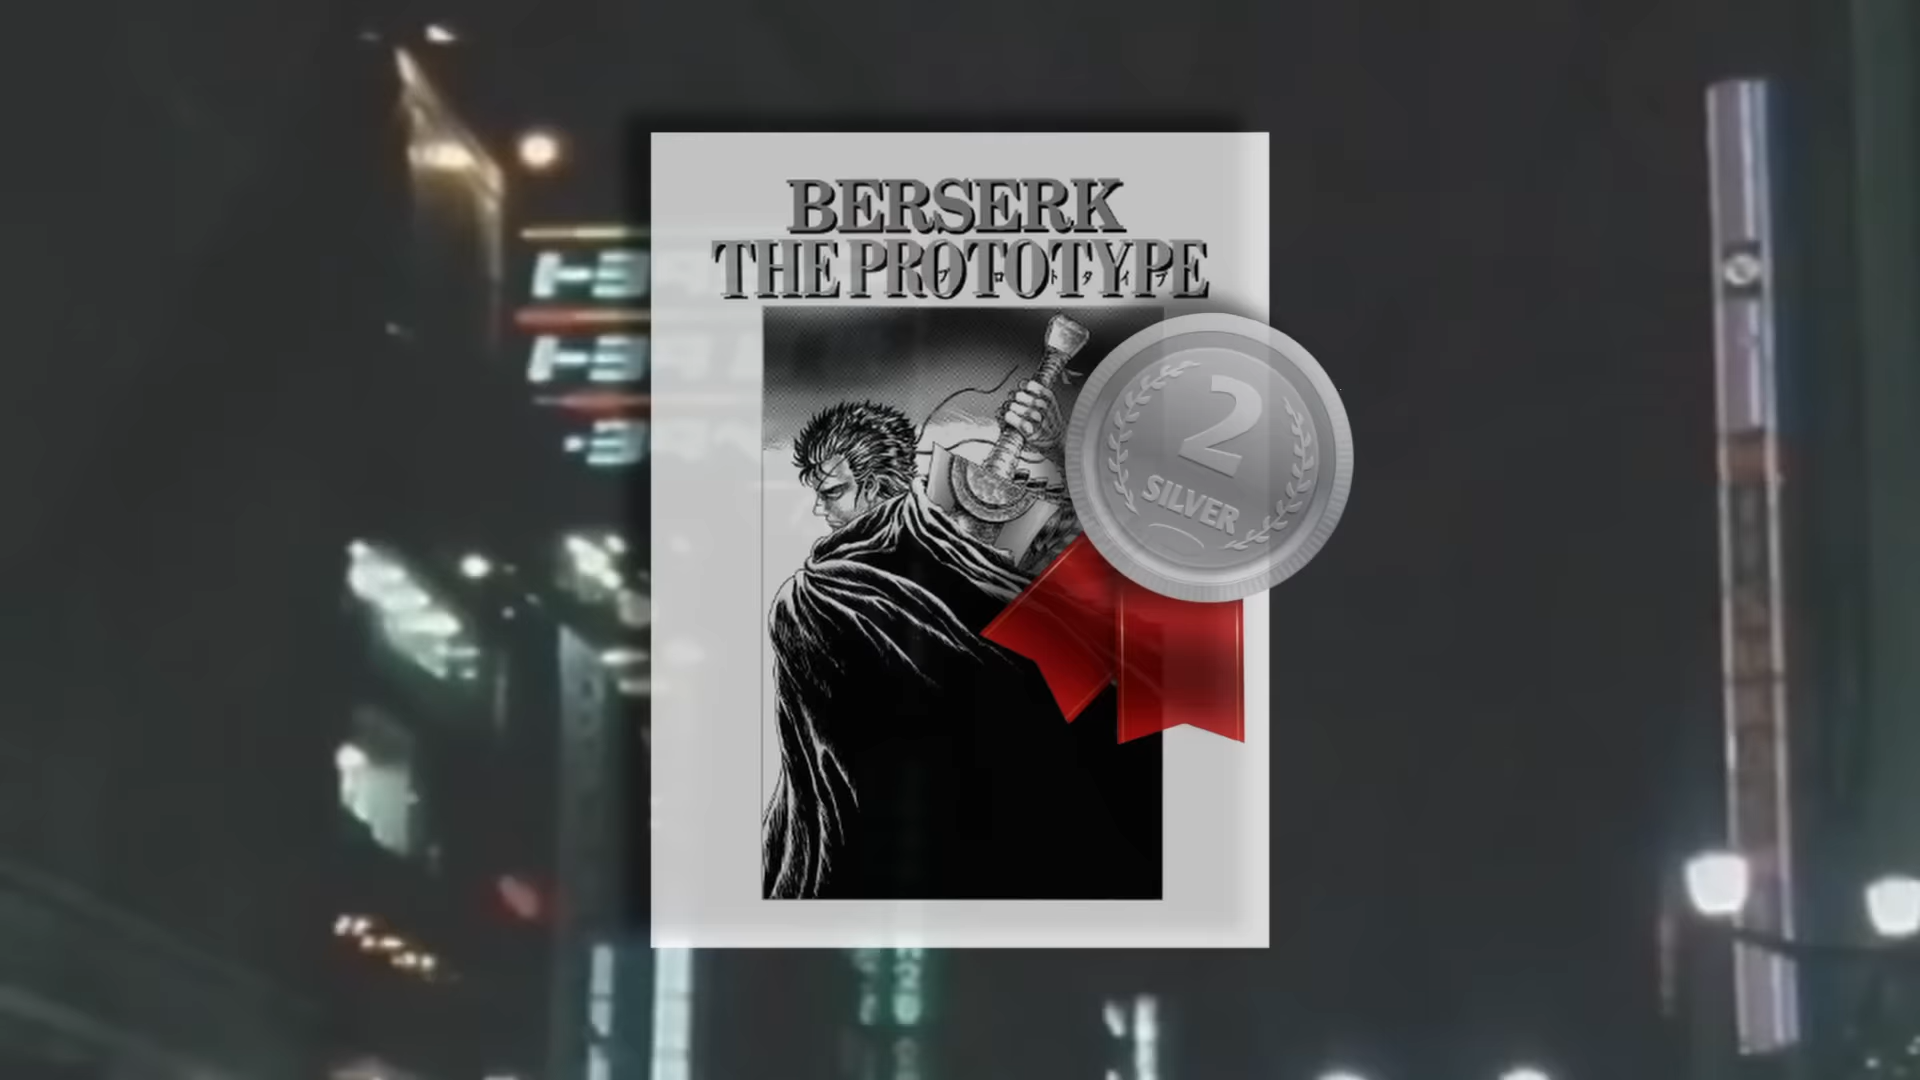 BERSERK
THE PROTOTYPE
プロトタイプ
2
SILVER